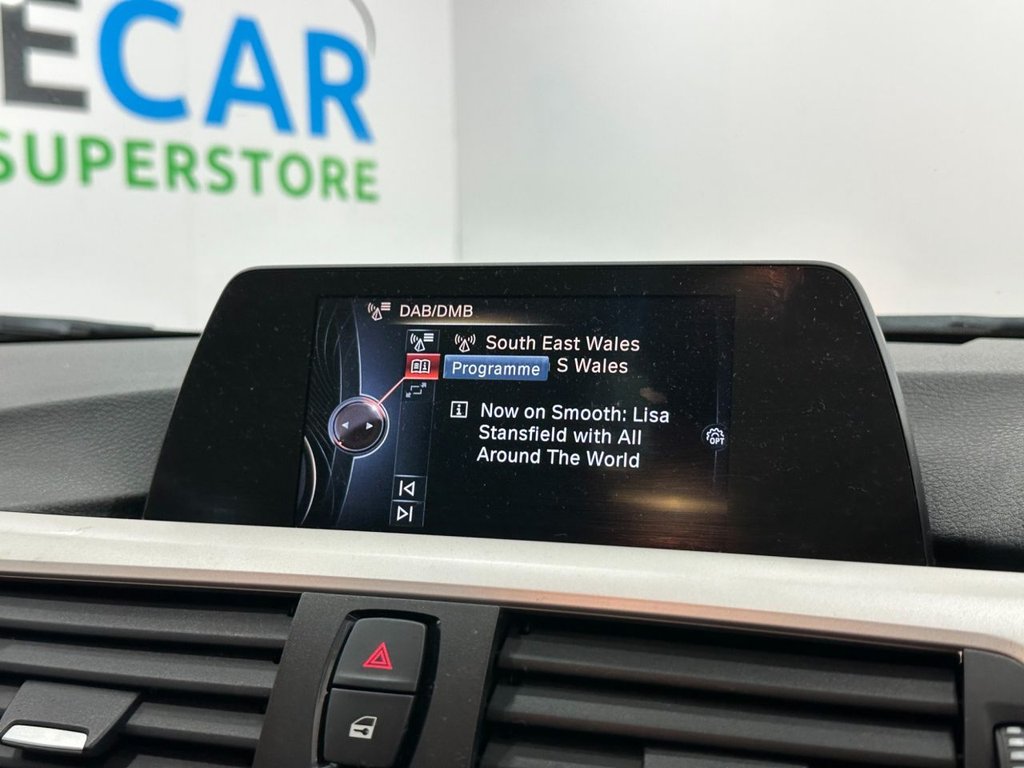 ECAR
SUPERSTORE
DAB/DMB
South East Wales
Programme S Wales
Now on Smooth: Lisa
Stansfield with All
Around The World
OPT